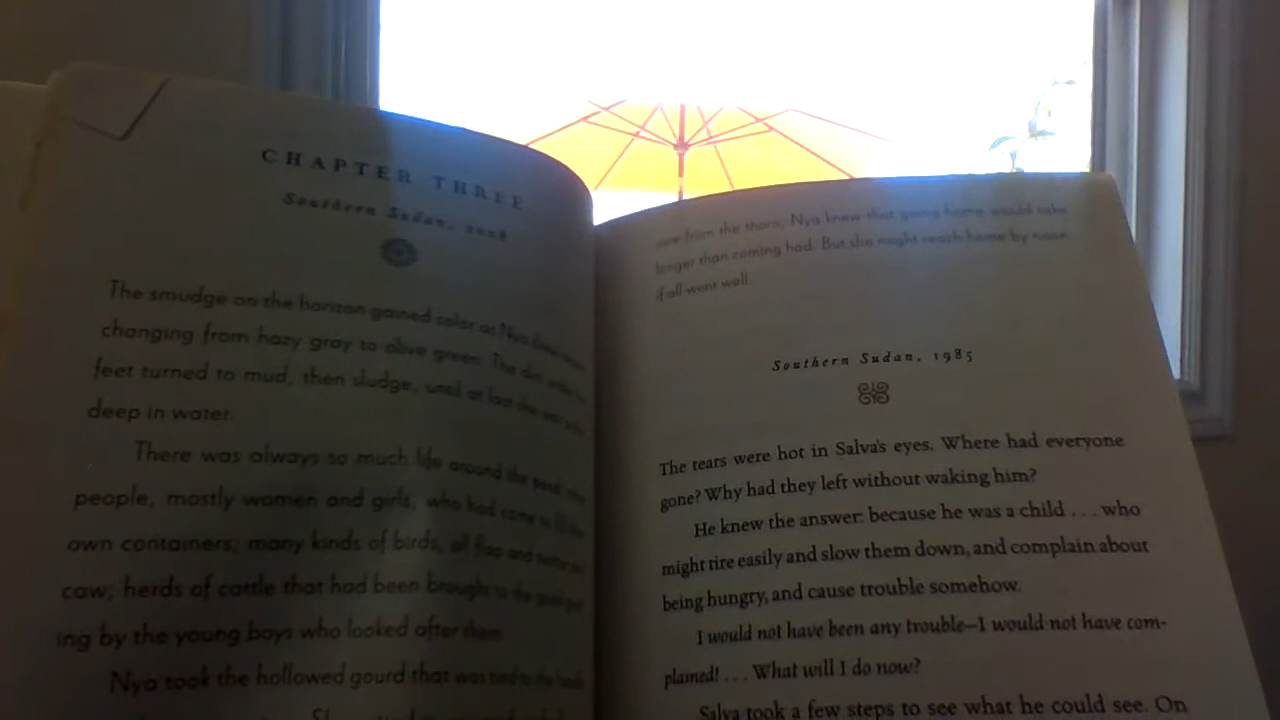 CHAPTER THREE
Southern Sudan, 2008
The smudge on the horizon gained color as Nya
changing from hazy gray to olive green. The dirt
feet turned to mud, then sludge, until at last she was
deep in water.
There was always so much life around the pond:
people, mostly women and girls, who had come to fill
own containers; many kinds of birds, all flap and twitter and
caw; herds of cattle that had been brought to the good
ing by the young boys who looked after them.
Nya took the hollowed gourd that was tied to the
from the thorn, Nya knew that going home would take
longer than coming had. But she might reach home by noon
if all went well.
Southern Sudan, 1985
The tears were hot in Salva's eyes. Where had everyone
gone? Why had they left without waking him?
He knew the answer: because he was a child . . . who
might tire easily and slow them down, and complain about
being hungry, and cause trouble somehow.
I would not have been any trouble—I would not have com-
plained! . . . What will I do now?
Salva took a few steps to see what he could see. On